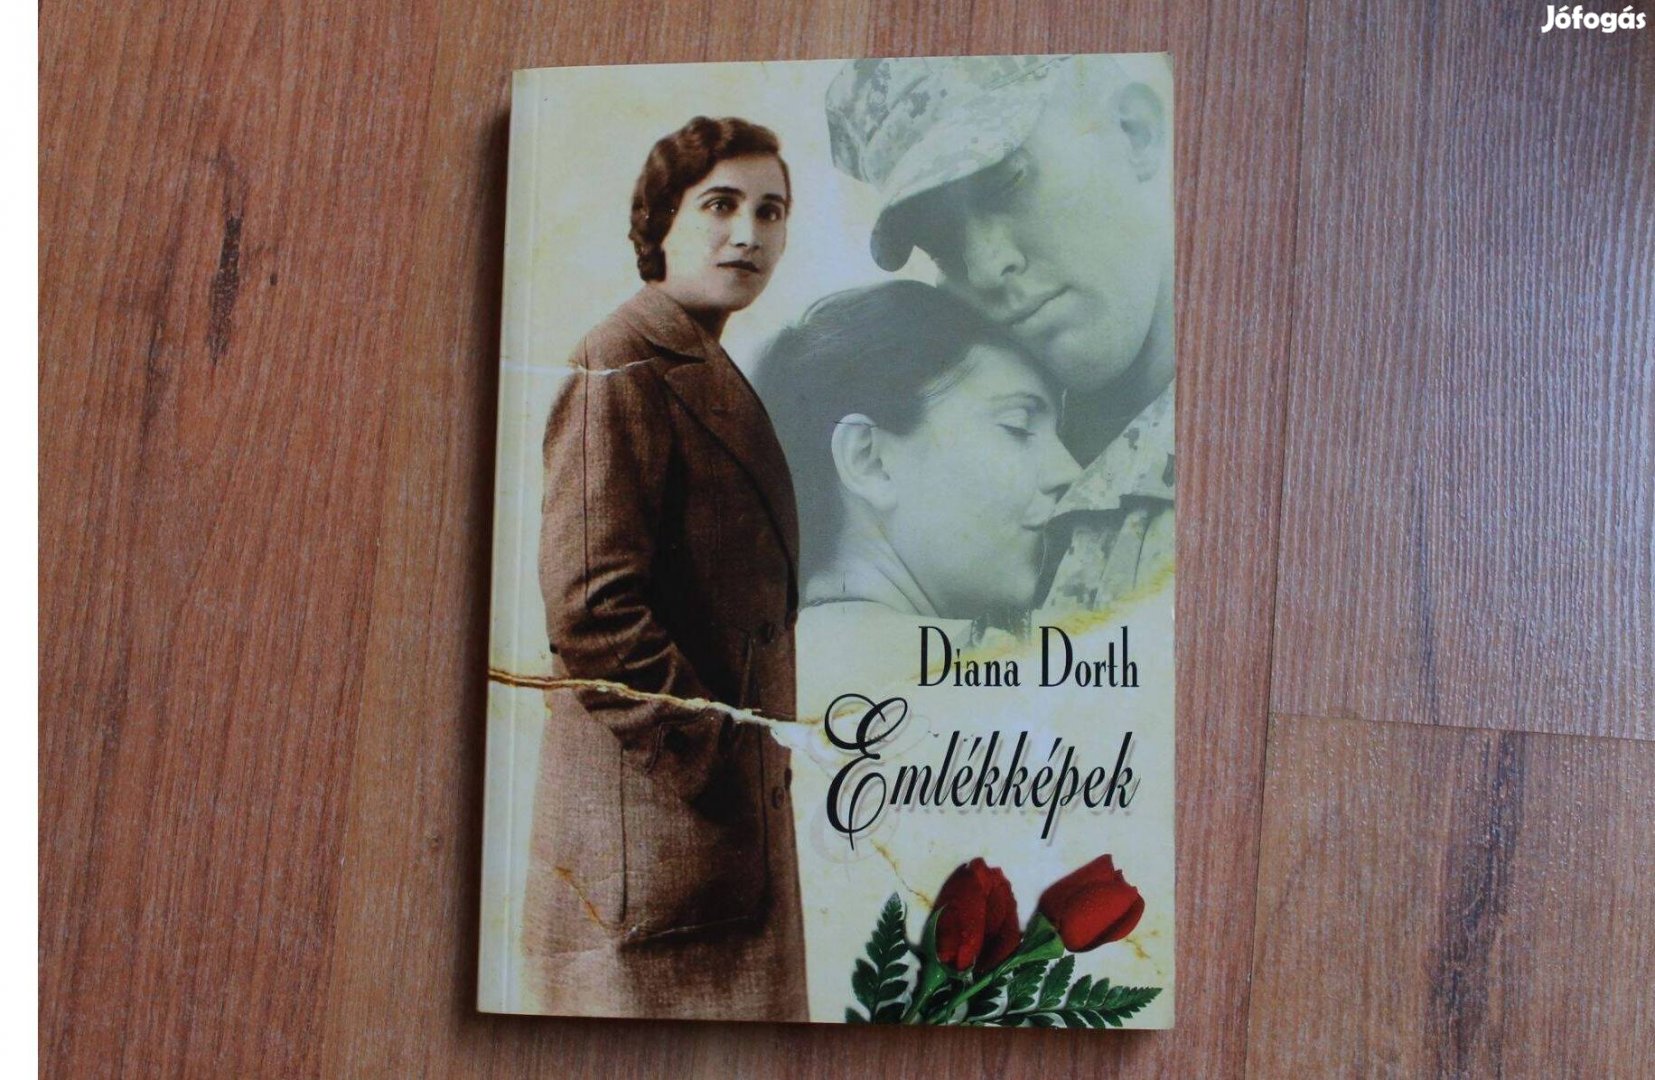 Jófogás
Diana Dorth
Emlékképek